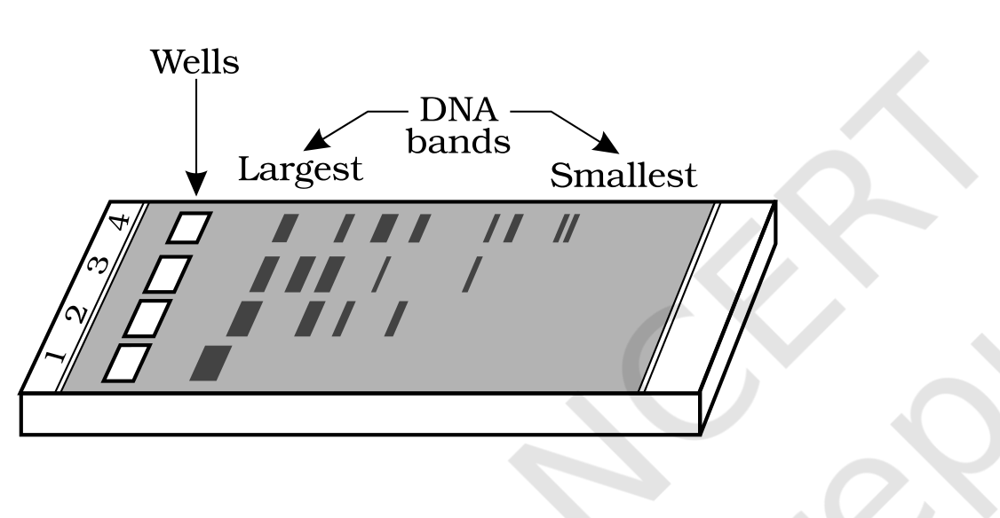 Wells
DNA
bands
Largest
Smallest
4
3
2
1
NCERT